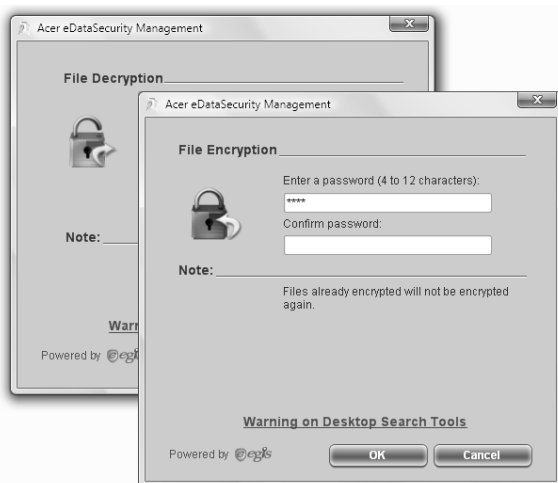 Acer eDataSecurity Management
File Decryption
Note:
Powered by egis
Acer eDataSecurity Management
File Encryption
Enter a password (4 to 12 characters):
****
Confirm password:
Note:
Files already encrypted will not be encrypted
again.
Warning on Desktop Search Tools
Powered by egis
OK
Cancel